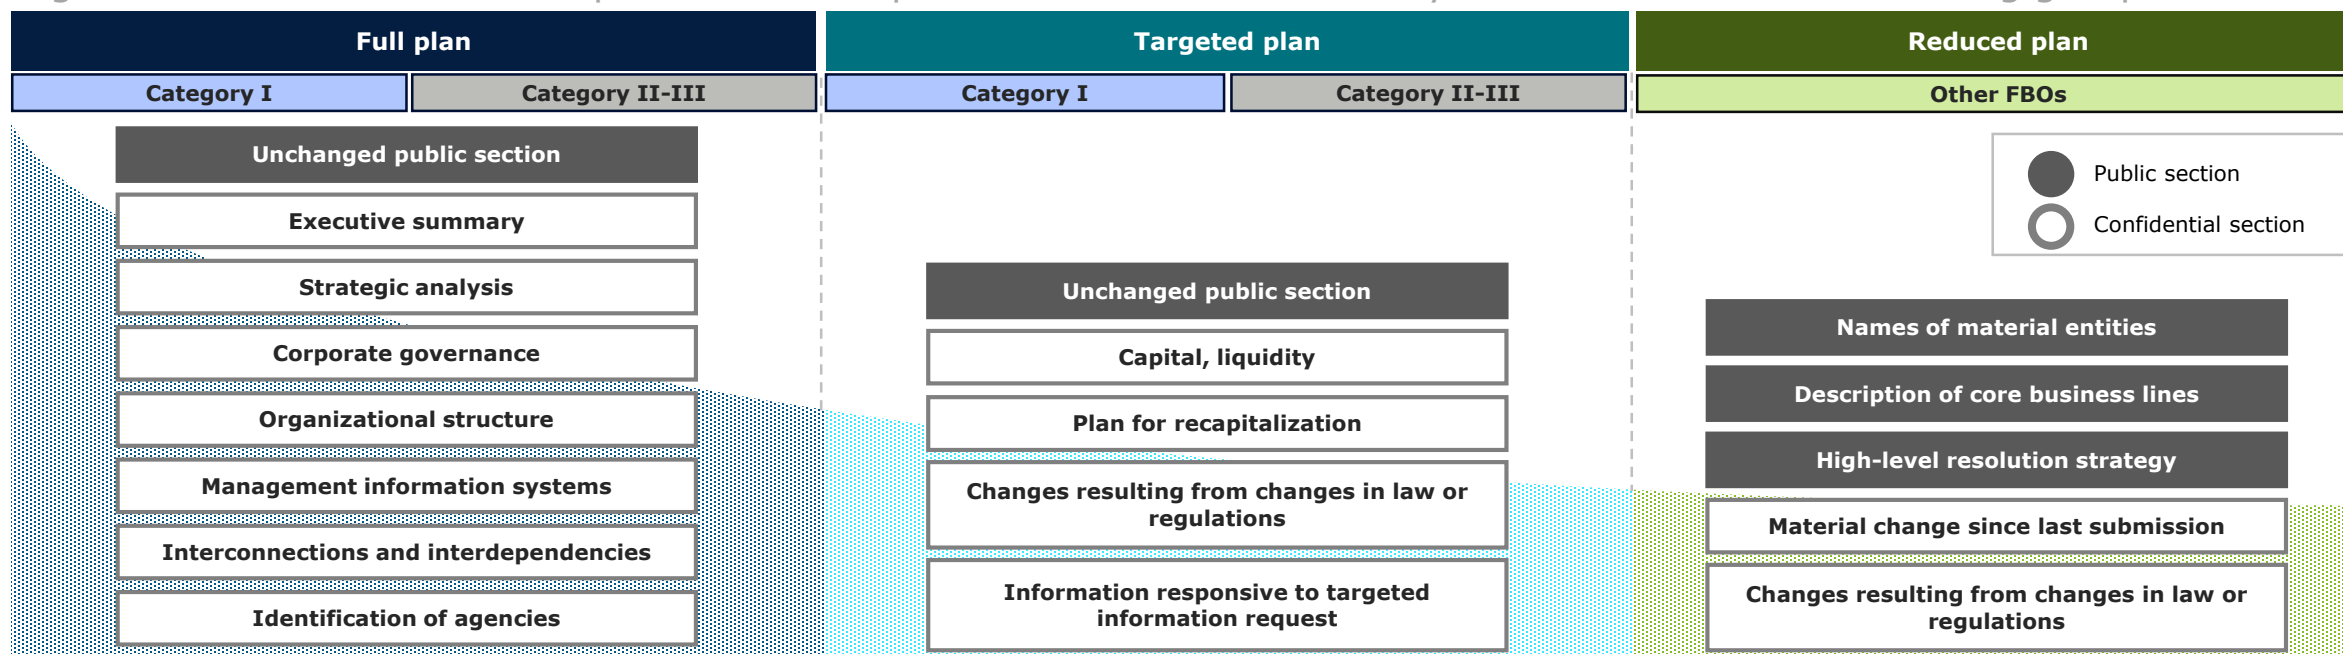 Full plan
Category I
Category II-III
Unchanged public section
Executive summary
Strategic analysis
Corporate governance
Organizational structure
Management information systems
Interconnections and interdependencies
Identification of agencies
Targeted plan
Category I
Category II-III
Unchanged public section
Capital, liquidity
Plan for recapitalization
Changes resulting from changes in law or
regulations
Information responsive to targeted
information request
Reduced plan
Other FBOs
Public section
Confidential section
Names of material entities
Description of core business lines
High-level resolution strategy
Material change since last submission
Changes resulting from changes in law or
regulations